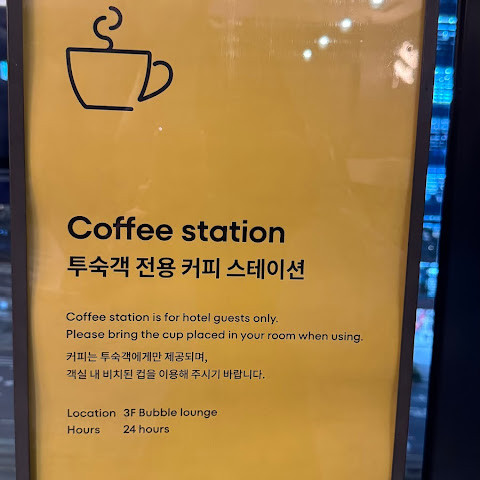 Coffee station
투숙객 전용 커피 스테이션
Coffee station is for hotel guests only.
Please bring the cup placed in your room when using.
커피는 투숙객에게만 제공되며,
객실 내 비치된 컵을 이용해 주시기 바랍니다.
Location 3F Bubble lounge
Hours 24 hours